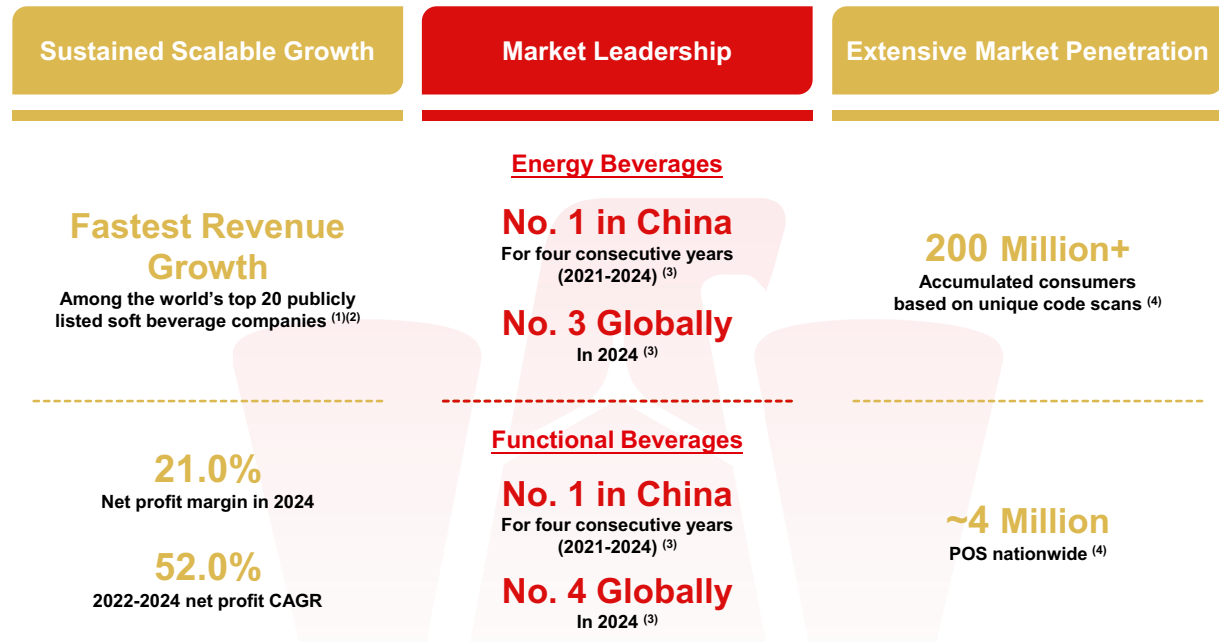 Sustained Scalable Growth
Fastest Revenue
Growth
Among the world's top 20 publicly
listed soft beverage companies (1)(2)
21.0%
Net profit margin in 2024
52.0%
2022-2024 net profit CAGR
Market Leadership
Energy Beverages
No. 1 in China
For four consecutive years
(2021-2024) (3)
No. 3 Globally
In 2024 (3)
Functional Beverages
No. 1 in China
For four consecutive years
(2021-2024) (3)
No. 4 Globally
In 2024 (3)
Extensive Market Penetration
200 Million+
Accumulated consumers
based on unique code scans (4)
~4 Million
POS nationwide (4)